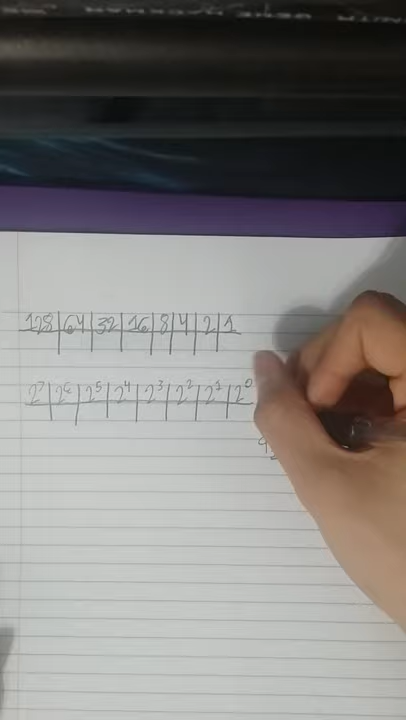 128 | 64 | 32 | 16 | 8 | 4 | 2 | 1
2⁷ | 2⁶ | 2⁵ | 2⁴ | 2³ | 2² | 2¹ | 2⁰